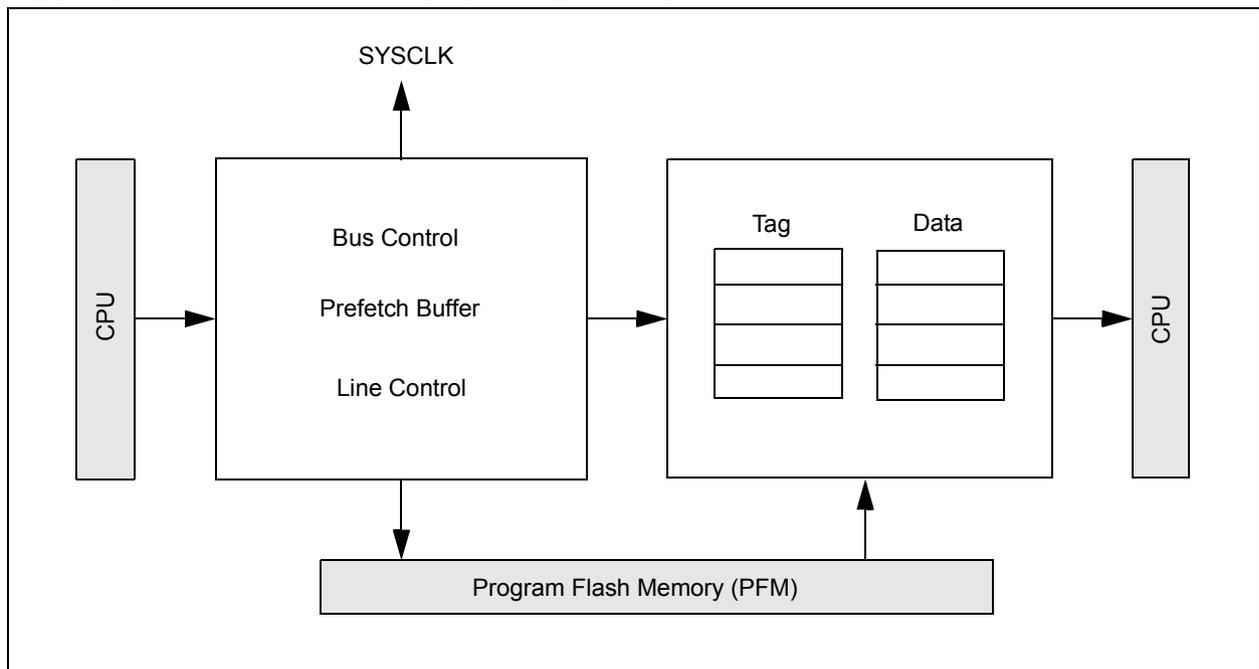 SYSCLK
CPU
Bus Control
Prefetch Buffer
Line Control
Tag
Data
CPU
Program Flash Memory (PFM)